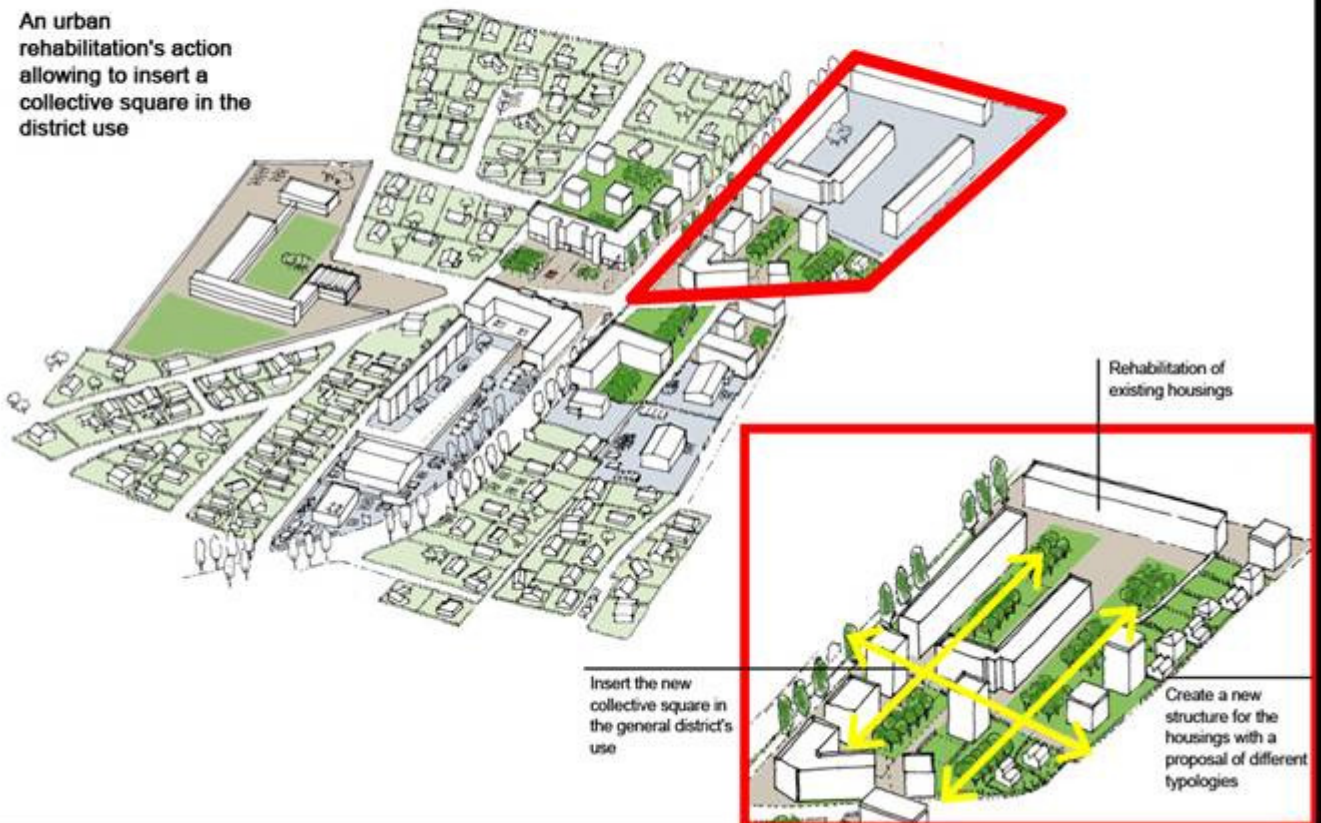 An urban
rehabilitation's action
allowing to insert a
collective square in the
district use
Rehabilitation of
existing housings
Insert the new
collective square in
the general district's
use
Create a new
structure for the
housings with a
proposal of different
typologies